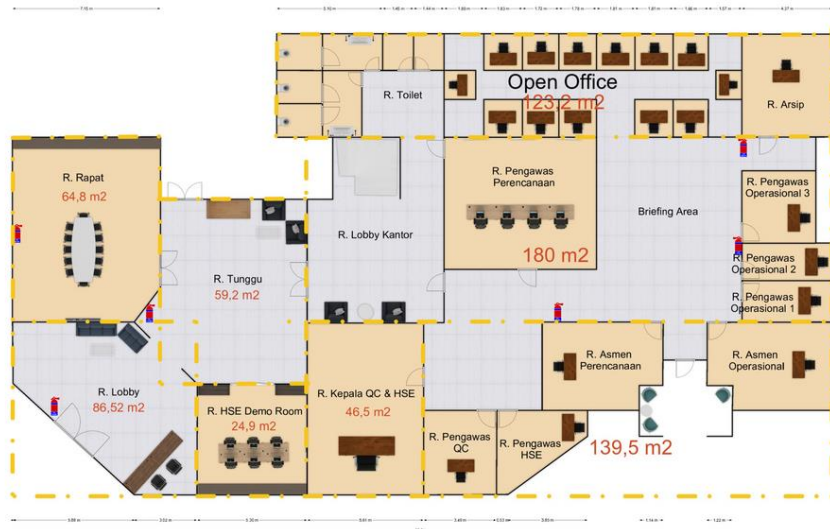 Open Office
123,2 m2
R. Toilet
R. Arsip
R. Rapat
64,8 m2
R. Pengawas
Perencanaan
180 m2
R. Pengawas
Operasional 3
Briefing Area
R. Lobby Kantor
R. Pengawas
Operasional 2
R. Tunggu
59,2 m2
R. Pengawas
Operasional 1
R. Asmen
Perencanaan
R. Asmen
Operasional
R. Lobby
86,52 m2
R. HSE Demo Room
24,9 m2
R. Kepala QC & HSE
46,5 m2
R. Pengawas
QC
R. Pengawas
HSE
139,5 m2